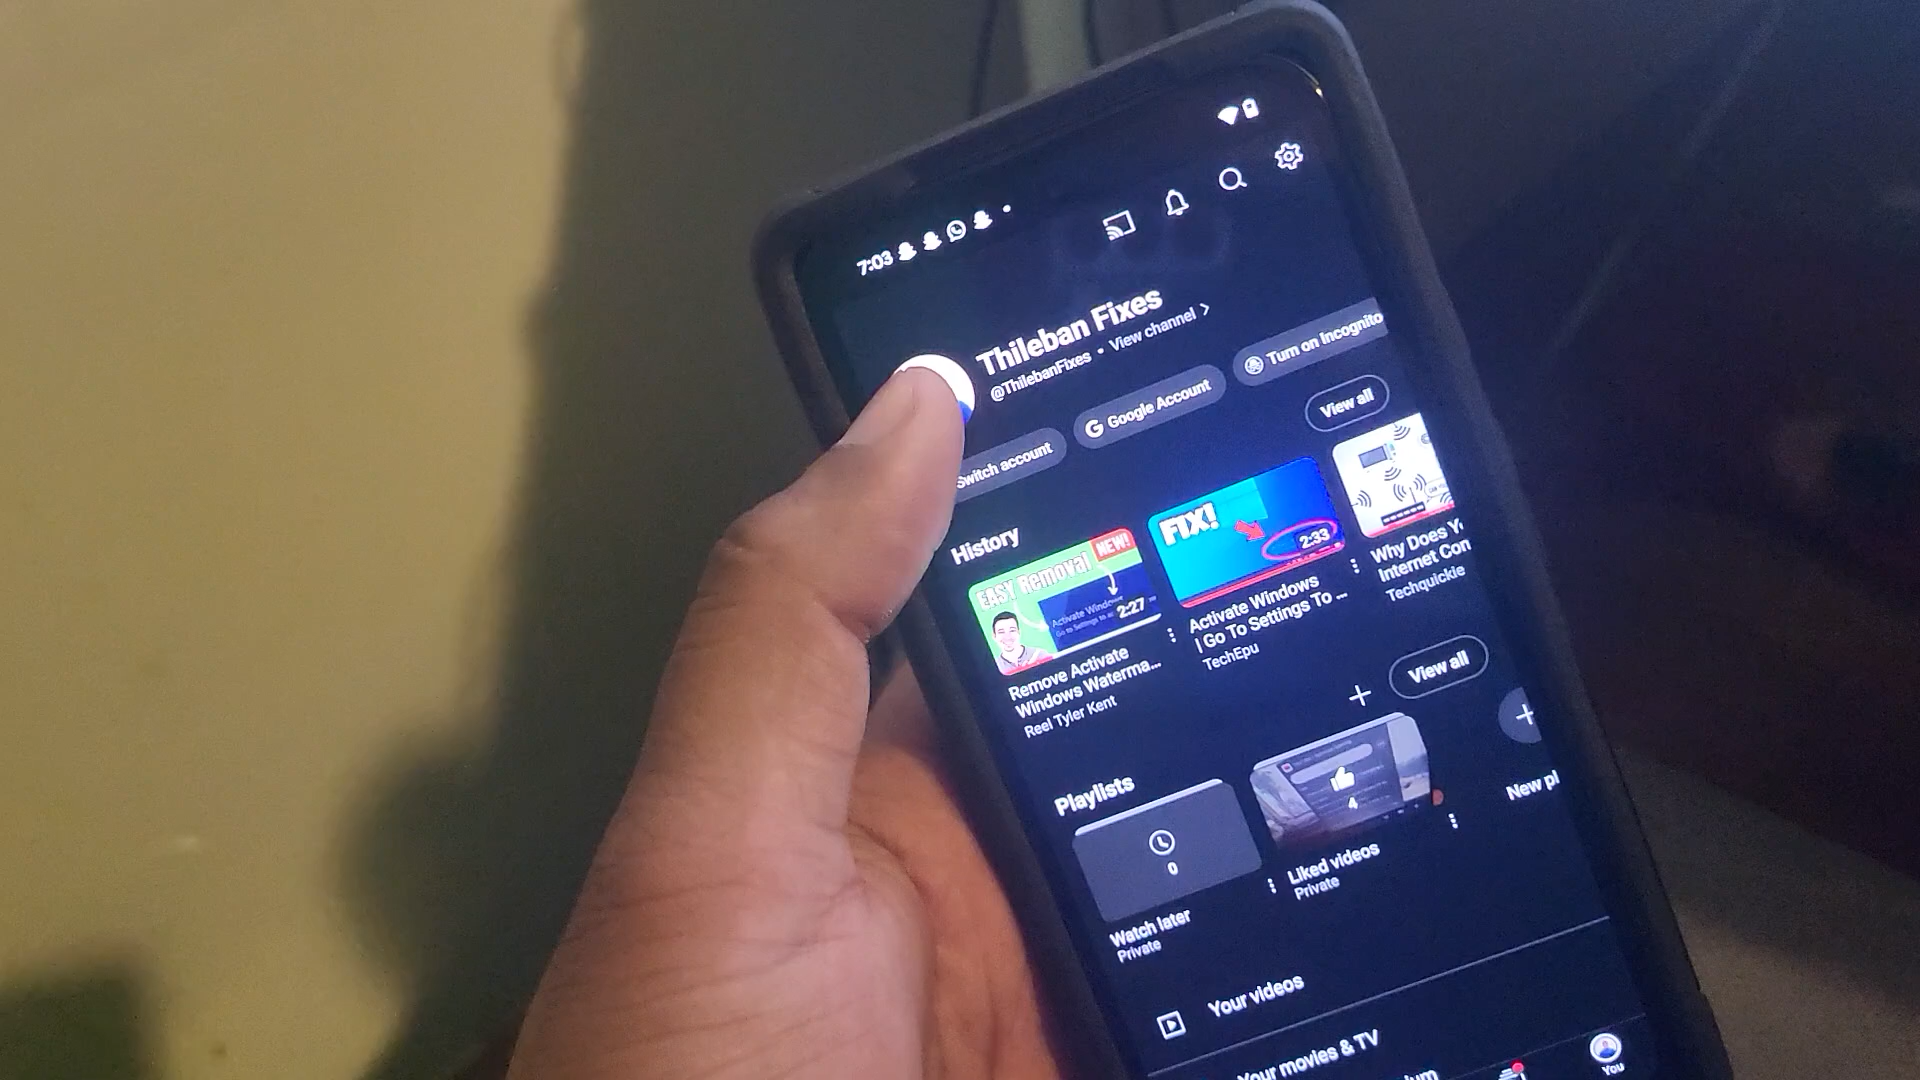 7:03
Thileban Fixes
@ThilebanFixes • View channel >
Switch account
Google Account
Turn on Incognito
History
View all
EASY Removal
NEW!
Activate Windows
2:27
Remove Activate
Windows Waterma...
Reel Tyler Kent
FIX!
2:33
Activate Windows
| Go To Settings To ...
TechEpu
Why Does Y
Internet Con
Techquickie
Playlists
View all
0
Watch later
Private
4
Liked videos
Private
New pl
Your videos
Your movies & TV
You